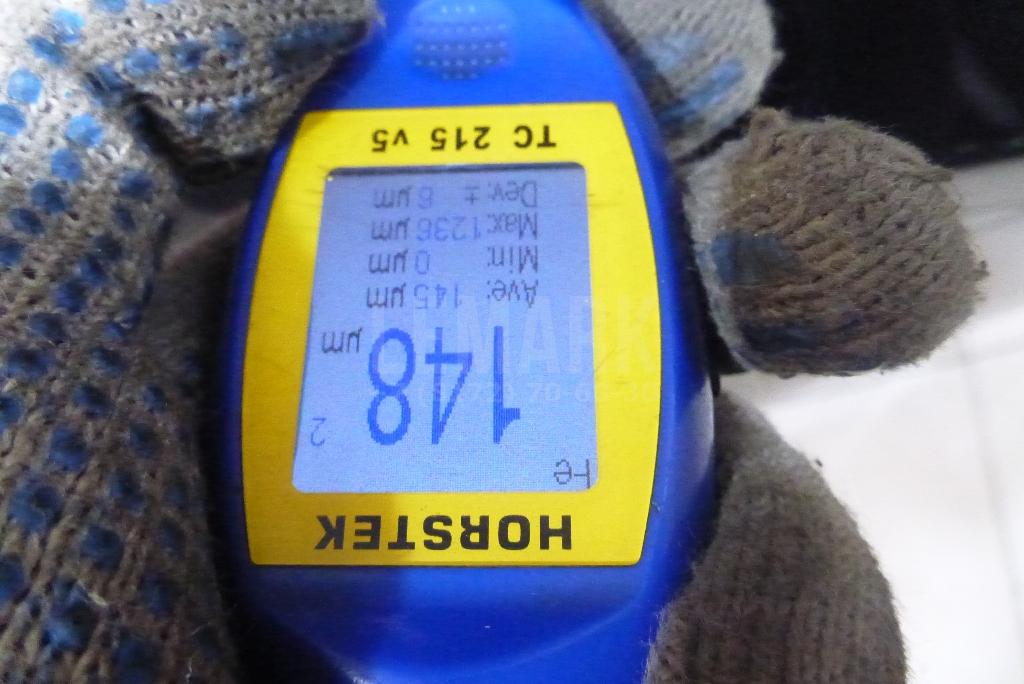 HORSTEK
Fe
2
148 µm
Ave: 145 µm
Min: 0 µm
Max: 1236 µm
Dev: ± 6 µm
TC 215 v5